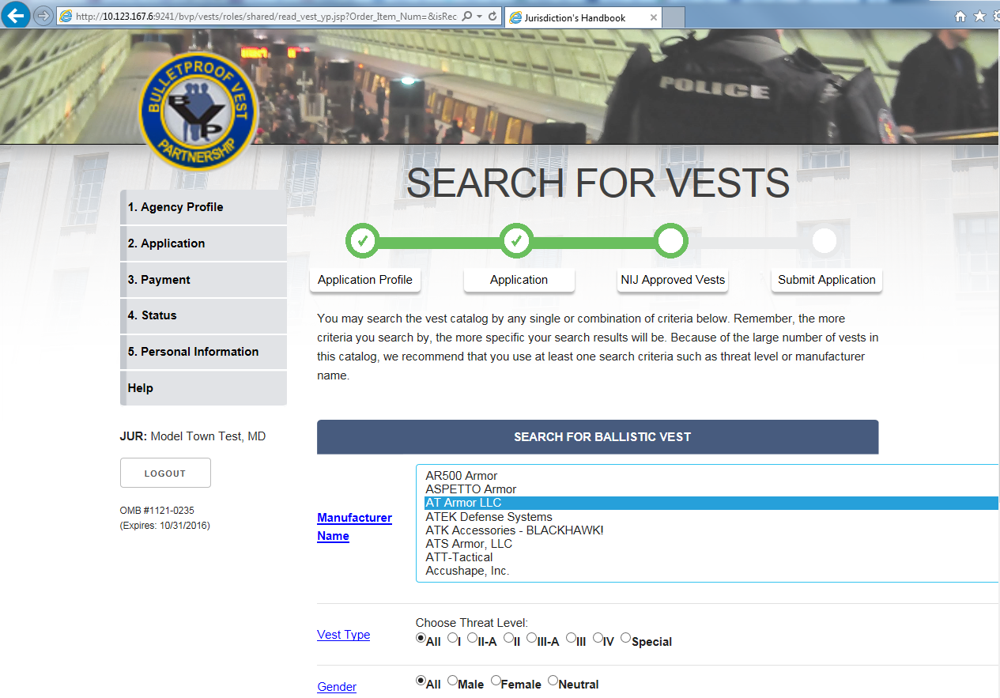 http://10.123.167.6:9241/bvp/vests/roles/shared/read_vest_yp.jsp?Order_Item_Num=&isRec
Jurisdiction's Handbook
POLICE
BULLETPROOF VEST
BVP
PARTNERSHIP
SEARCH FOR VESTS
1. Agency Profile
2. Application
3. Payment
4. Status
5. Personal Information
Help
JUR: Model Town Test, MD
LOGOUT
OMB #1121-0235
(Expires: 10/31/2016)
Application Profile
Application
NIJ Approved Vests
Submit Application
You may search the vest catalog by any single or combination of criteria below. Remember, the more
criteria you search by, the more specific your search results will be. Because of the large number of vests in
this catalog, we recommend that you use at least one search criteria such as threat level or manufacturer
name.
SEARCH FOR BALLISTIC VEST
Manufacturer
Name
AR500 Armor
ASPETTO Armor
AT Armor LLC
ATEK Defense Systems
ATK Accessories - BLACKHAWK!
ATS Armor, LLC
ATT-Tactical
Accushape, Inc.
Vest Type
Choose Threat Level:
All I II-A II III-A III IV Special
Gender
All Male Female Neutral